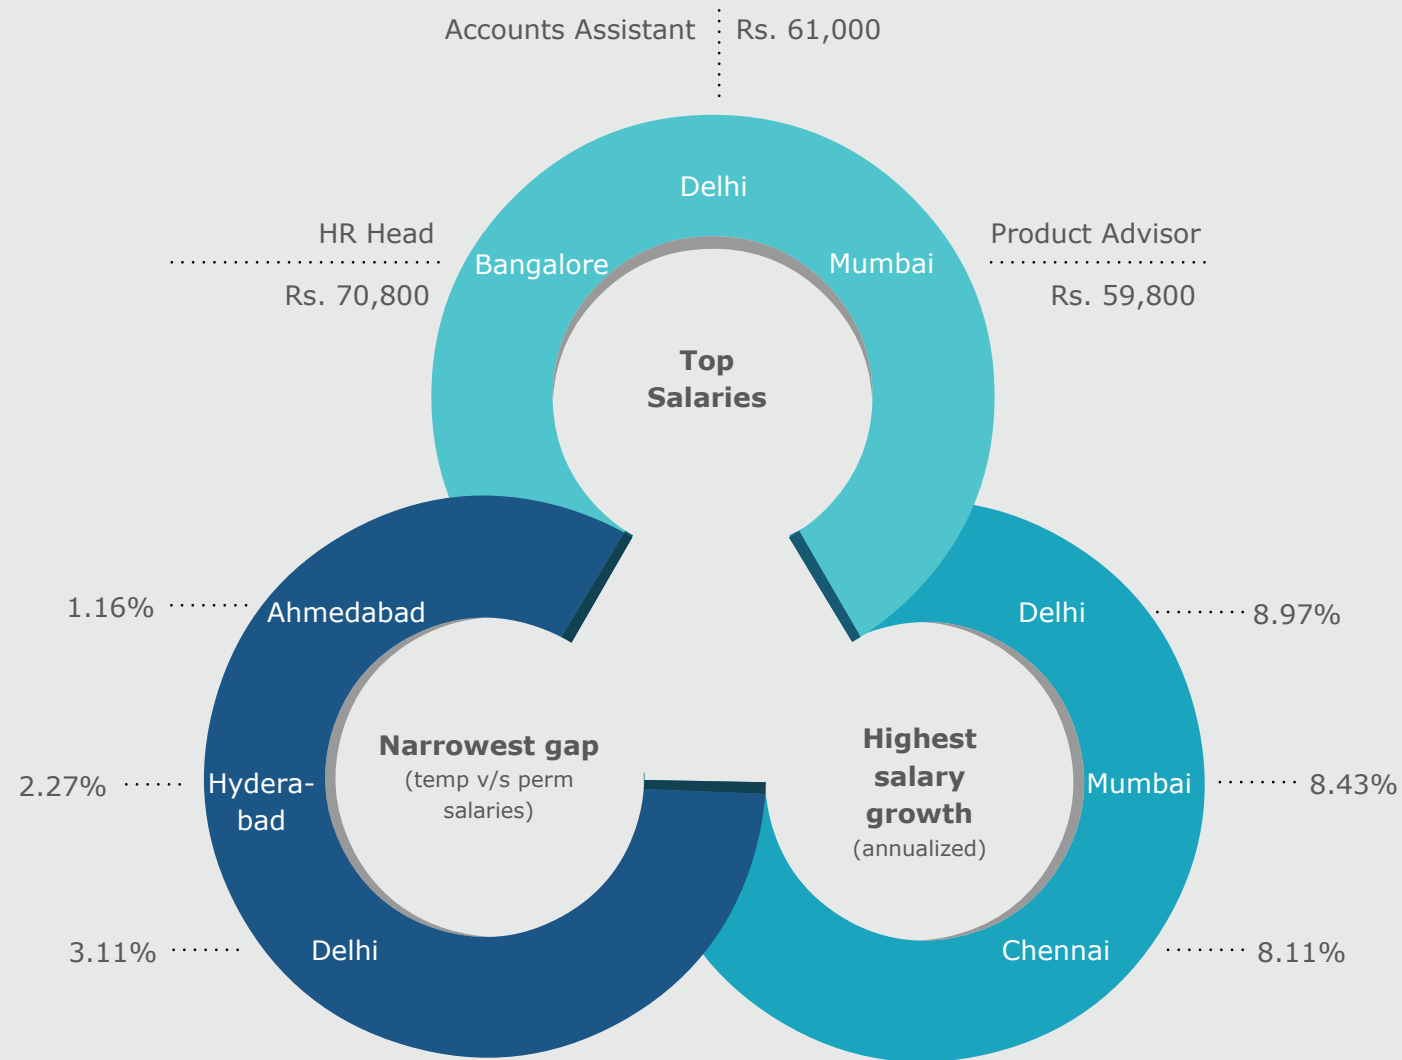 Accounts Assistant Rs. 61,000
Delhi
HR Head
Rs. 70,800
Bangalore
Mumbai
Product Advisor
Rs. 59,800
Top
Salaries
1.16%
Ahmedabad
2.27%
Hydera-
bad
3.11%
Delhi
Narrowest gap
(temp v/s perm
salaries)
Highest
salary
growth
(annualized)
Delhi
8.97%
Mumbai
8.43%
Chennai
8.11%